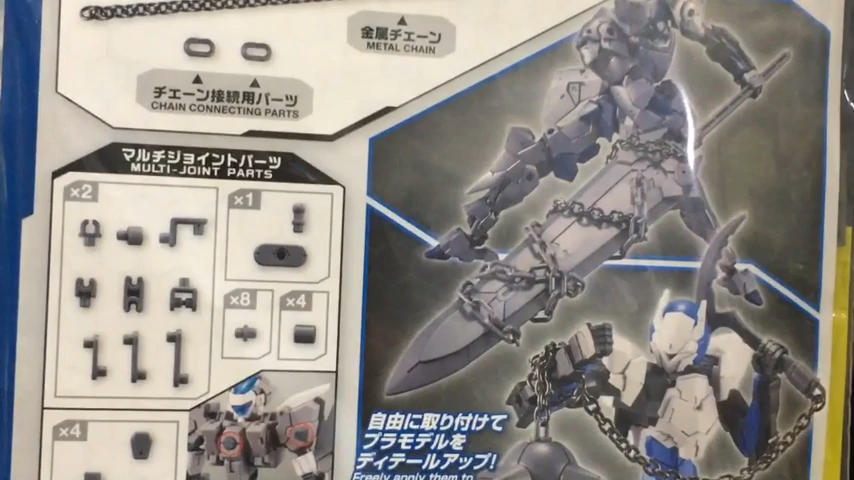 金属チェーン
METAL CHAIN
チェーン接続用パーツ
CHAIN CONNECTING PARTS
マルチジョイントパーツ
MULTI-JOINT PARTS
×2
×1
×8
×4
×4
自由に取り付けて
プラモデルを
ディテールアップ!
Freely apply them to